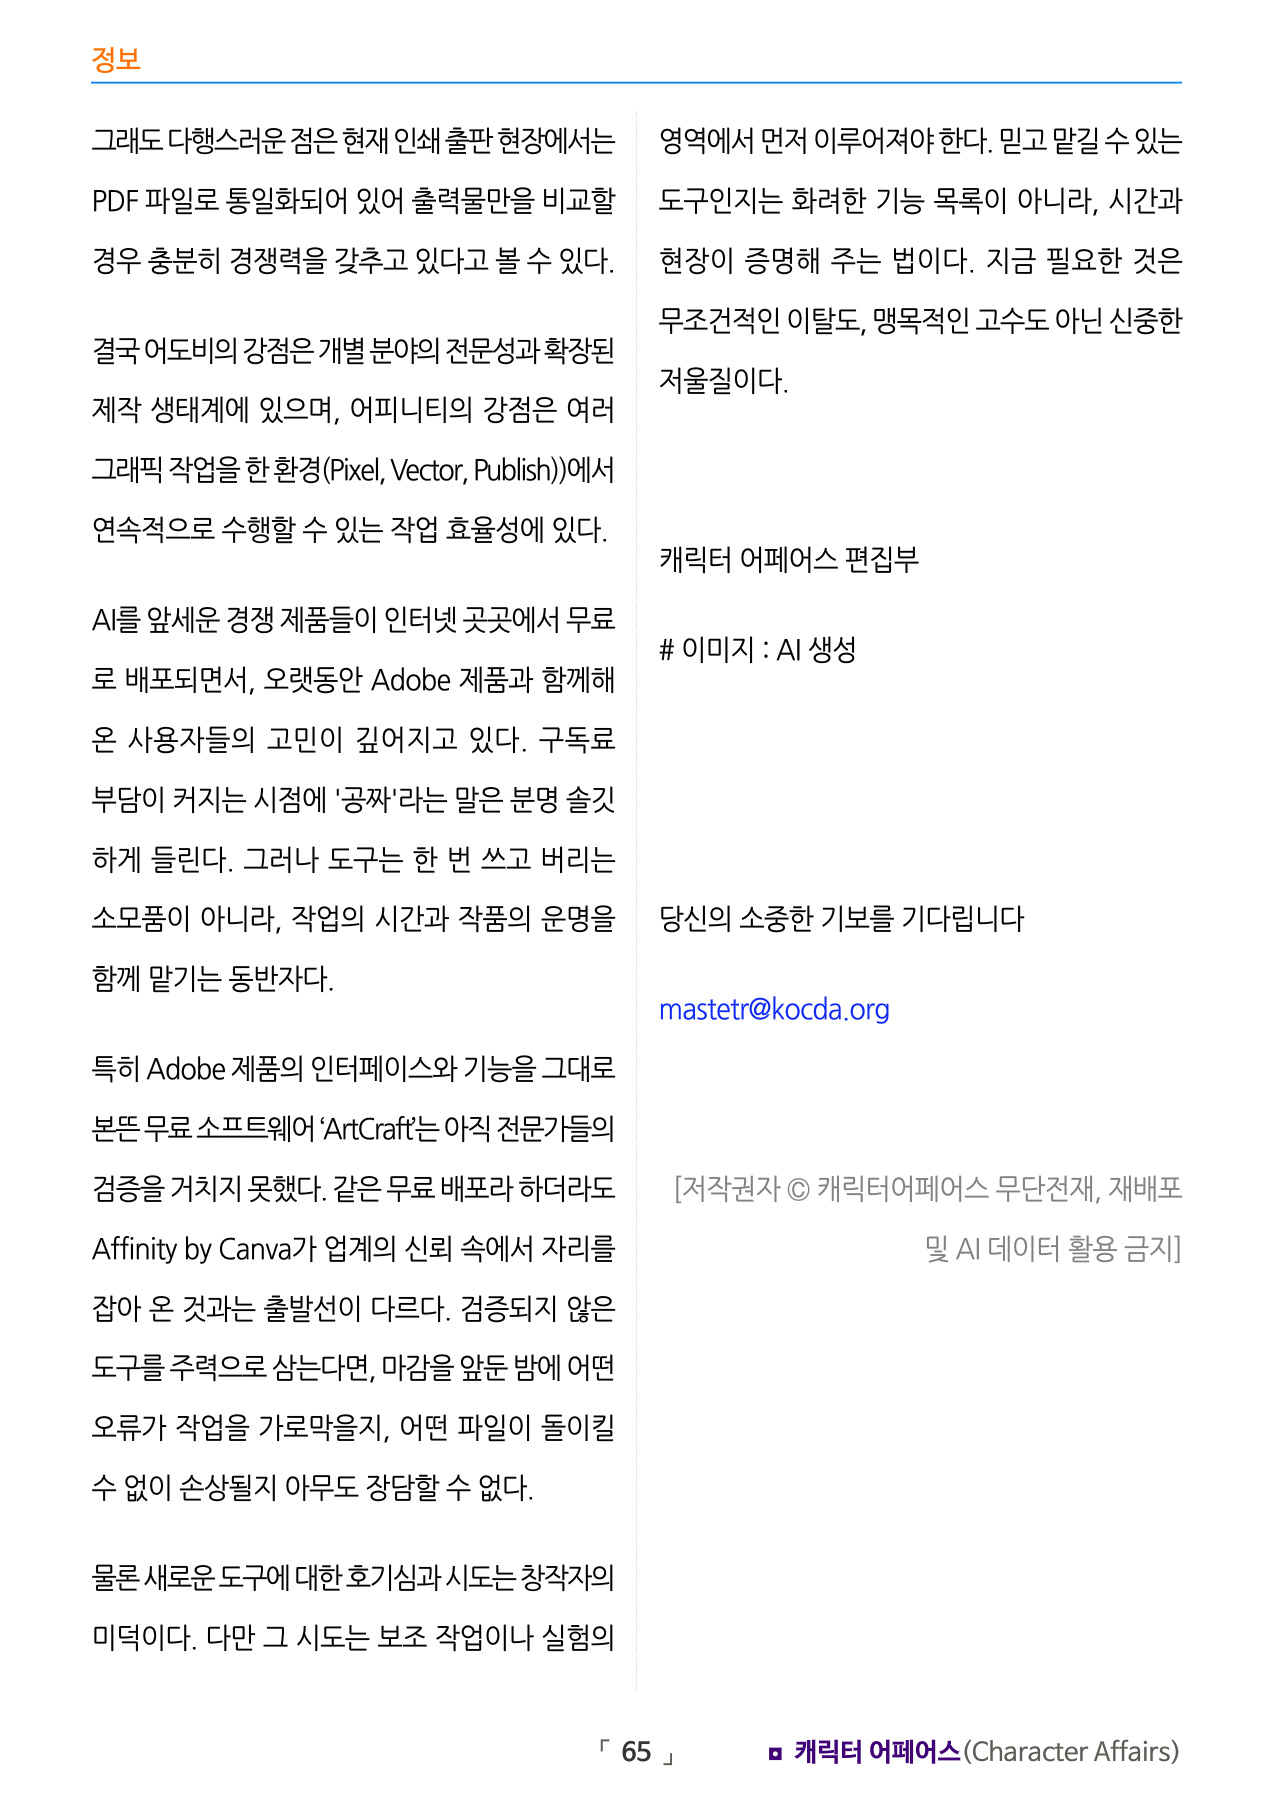 정보
그래도 다행스러운 점은 현재 인쇄 출판 현장에서는
PDF 파일로 통일화되어 있어 출력물만을 비교할
경우 충분히 경쟁력을 갖추고 있다고 볼 수 있다.
결국 어도비의 강점은 개별 분야의 전문성과 확장된
제작 생태계에 있으며, 어피니티의 강점은 여러
그래픽 작업을 한 환경(Pixel, Vector, Publish))에서
연속적으로 수행할 수 있는 작업 효율성에 있다.
AI를 앞세운 경쟁 제품들이 인터넷 곳곳에서 무료
로 배포되면서, 오랫동안 Adobe 제품과 함께해
온 사용자들의 고민이 깊어지고 있다. 구독료
부담이 커지는 시점에 '공짜'라는 말은 분명 솔깃
하게 들린다. 그러나 도구는 한 번 쓰고 버리는
소모품이 아니라, 작업의 시간과 작품의 운명을
함께 맡기는 동반자다.
특히 Adobe 제품의 인터페이스와 기능을 그대로
본뜬 무료 소프트웨어 ‘ArtCraft’는 아직 전문가들의
검증을 거치지 못했다. 같은 무료 배포라 하더라도
Affinity by Canva가 업계의 신뢰 속에서 자리를
잡아 온 것과는 출발선이 다르다. 검증되지 않은
도구를 주력으로 삼는다면, 마감을 앞둔 밤에 어떤
오류가 작업을 가로막을지, 어떤 파일이 돌이킬
수 없이 손상될지 아무도 장담할 수 없다.
물론 새로운 도구에 대한 호기심과 시도는 창작자의
미덕이다. 다만 그 시도는 보조 작업이나 실험의
영역에서 먼저 이루어져야 한다. 믿고 맡길 수 있는
도구인지는 화려한 기능 목록이 아니라, 시간과
현장이 증명해 주는 법이다. 지금 필요한 것은
무조건적인 이탈도, 맹목적인 고수도 아닌 신중한
저울질이다.
캐릭터 어페어스 편집부
# 이미지 : AI 생성
당신의 소중한 기보를 기다립니다
mastetr@kocda.org
[저작권자 © 캐릭터어페어스 무단전재, 재배포
및 AI 데이터 활용 금지]
「 65 」
◘ 캐릭터 어페어스(Character Affairs)